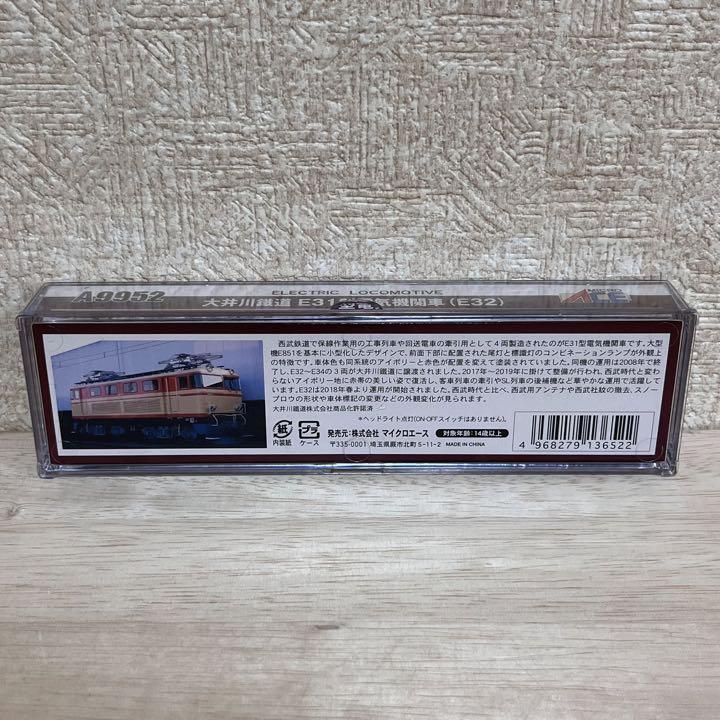 A9952
ELECTRIC LOCOMOTIVE
大井川鐵道 E31 気機関車(E32)
MICRO ACE
西武鉄道で保線作業用の工事列車や回送電車の牽引用として４両製造されたのがE31型電気機関車です。大型
機E851を基本に小型化したデザインで、前面下部に配置された尾灯と標識灯のコンビネーションランプが外観上
の特徴です。車体色も同系統のアイボリーと赤色が配置を変えて塗装されていました。同機の運用は2008年で終
了し、E32～E34の３両が大井川鐵道に譲渡されました。2017年～2019年に掛けて整備が行われ、西武時代と変わ
らないアイボリー地に赤帯の美しい姿で復活し、客車列車の牽引やSL列車の後補機など華やかな運用で活躍して
います。E32は2018年春より運用が開始されました。西武時代と比べ、西武用アンテナや西武社紋の撤去、スノー
プロウの形状や車体標記の変更などの外観変化が見られます。
大井川鐵道株式会社商品化許諾済
*ヘッドライト点灯(ON-OFFスイッチはありません)。
紙 内装紙
プラ ケース
発売元:株式会社 マイクロエース
対象年齢:14歳以上
〒335-0001 埼玉県蕨市北町 5-11-2 MADE IN CHINA
4 968279 136522